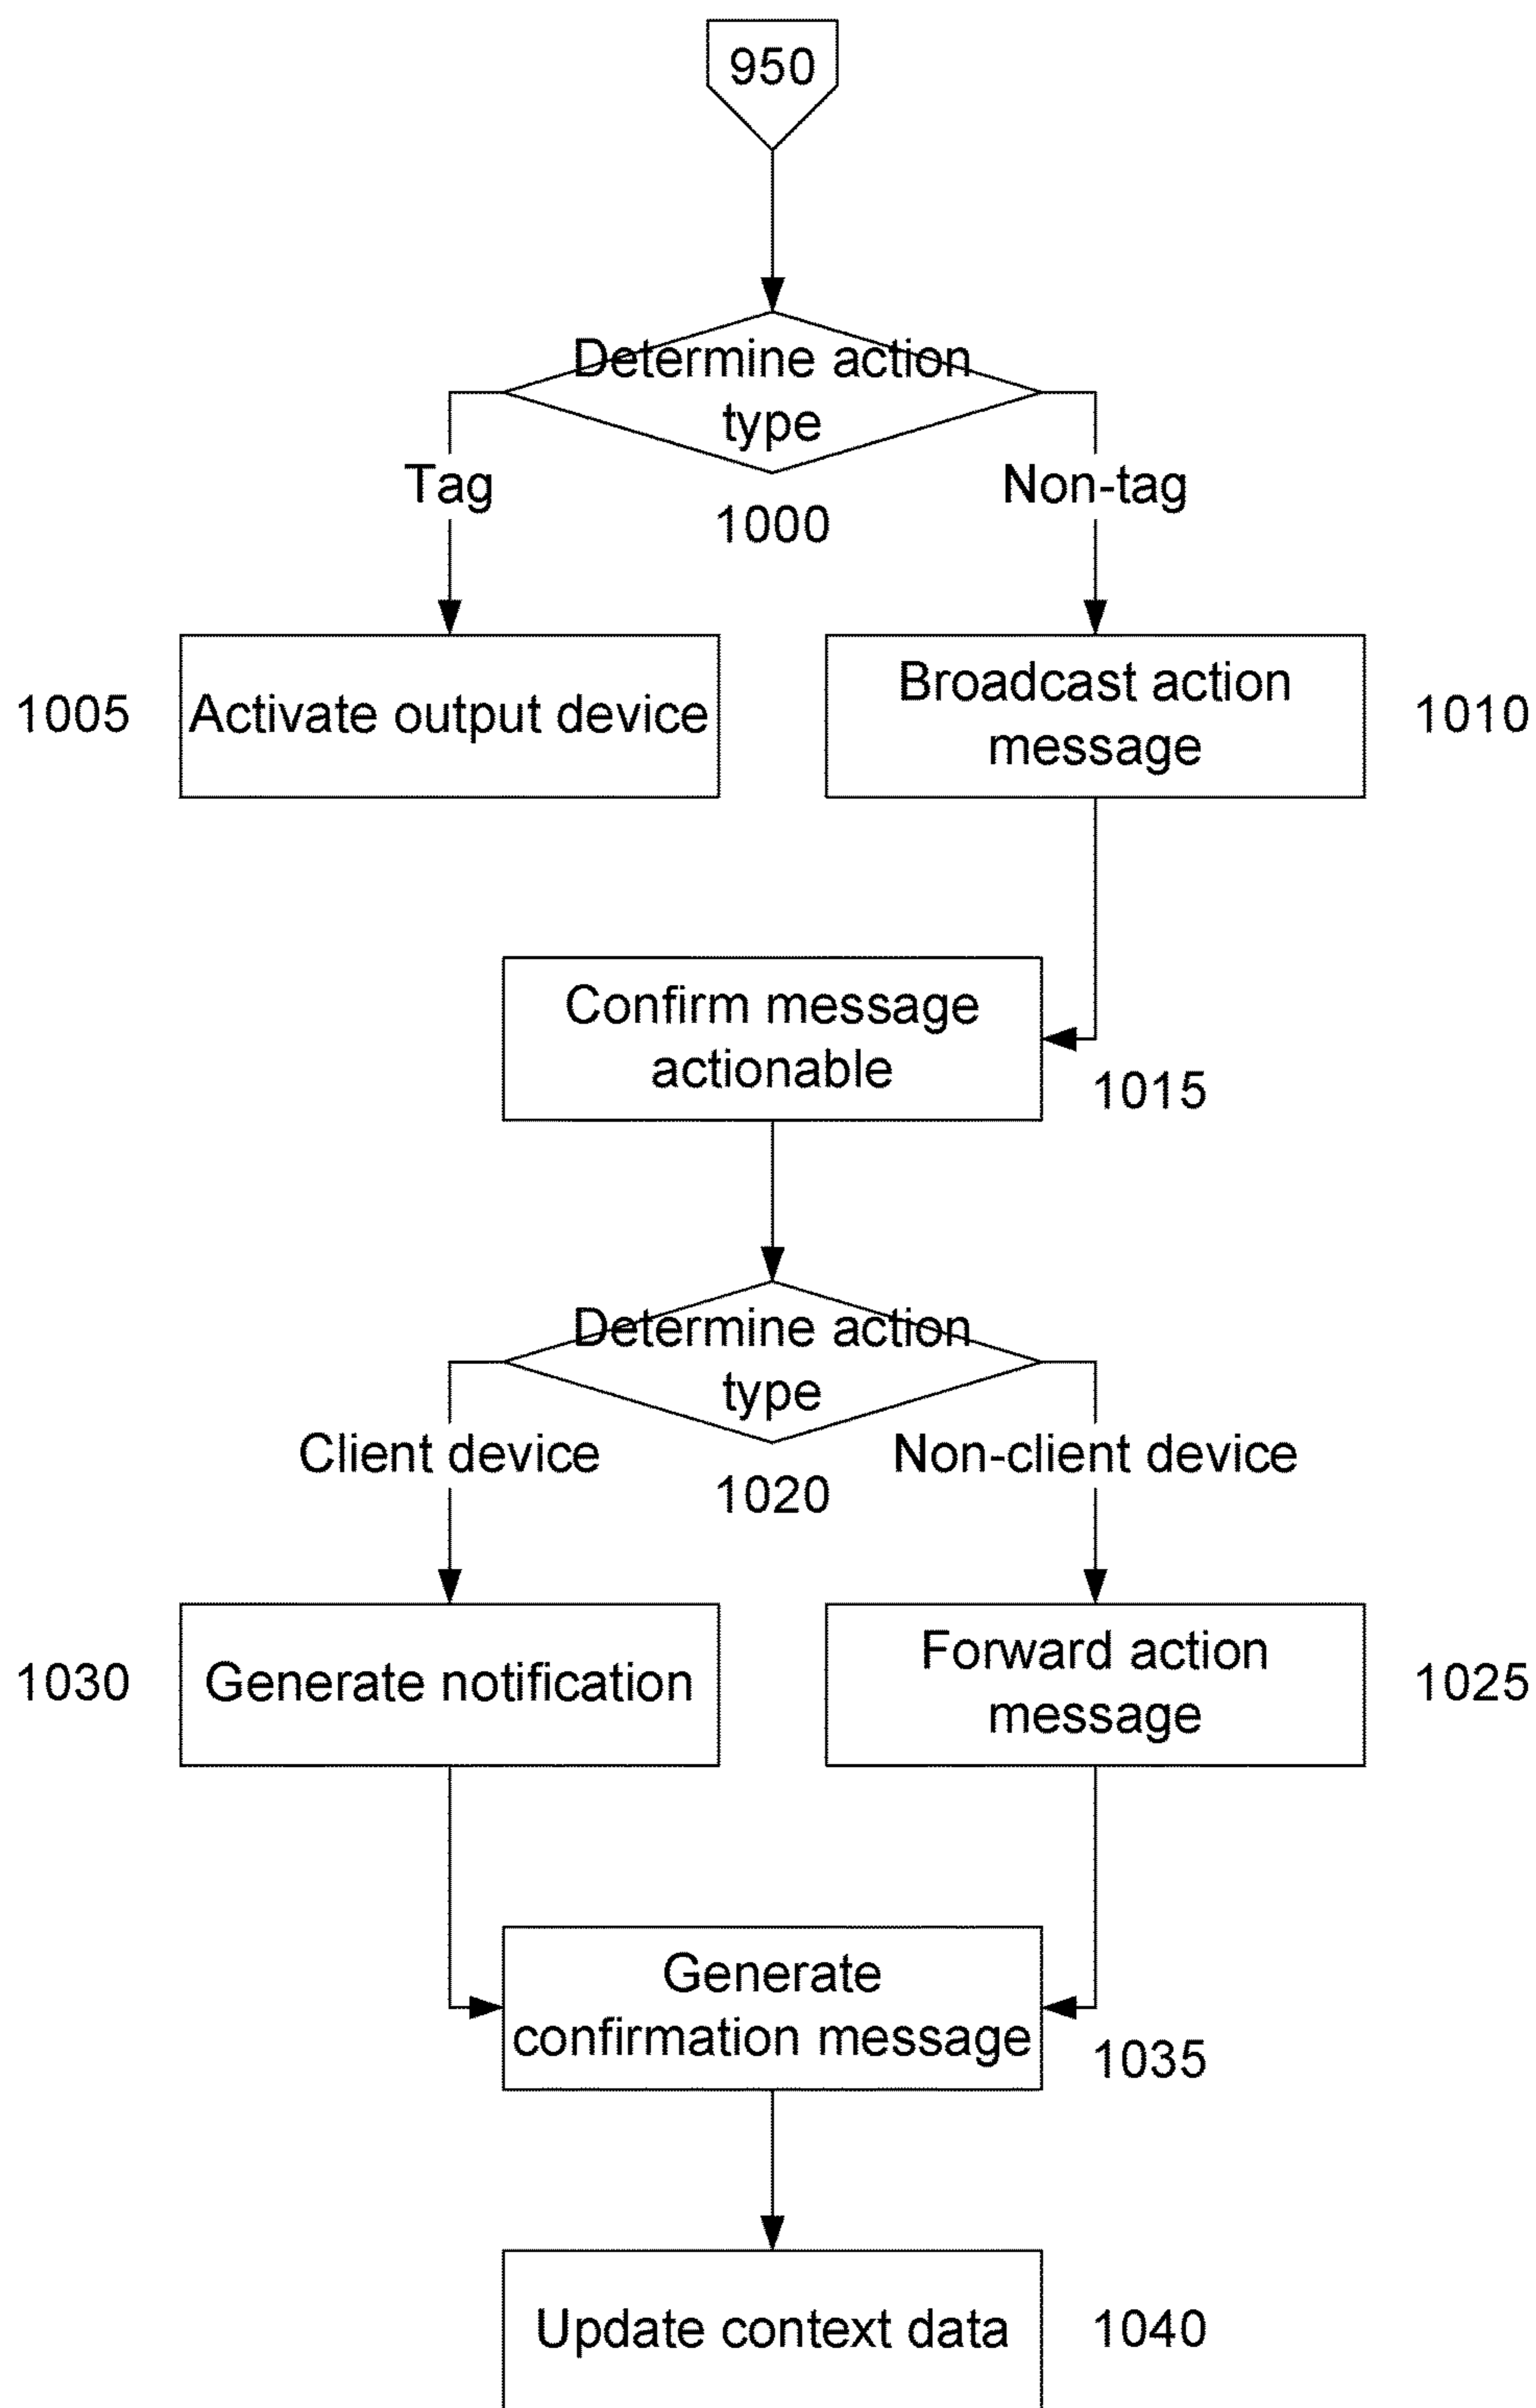 950
Determine action
type
Tag
Non-tag
1000
1005
Activate output device
Broadcast action
message
1010
Confirm message
actionable
1015
Determine action
type
Client device
Non-client device
1020
1030
Generate notification
Forward action
message
1025
Generate
confirmation message
1035
Update context data
1040